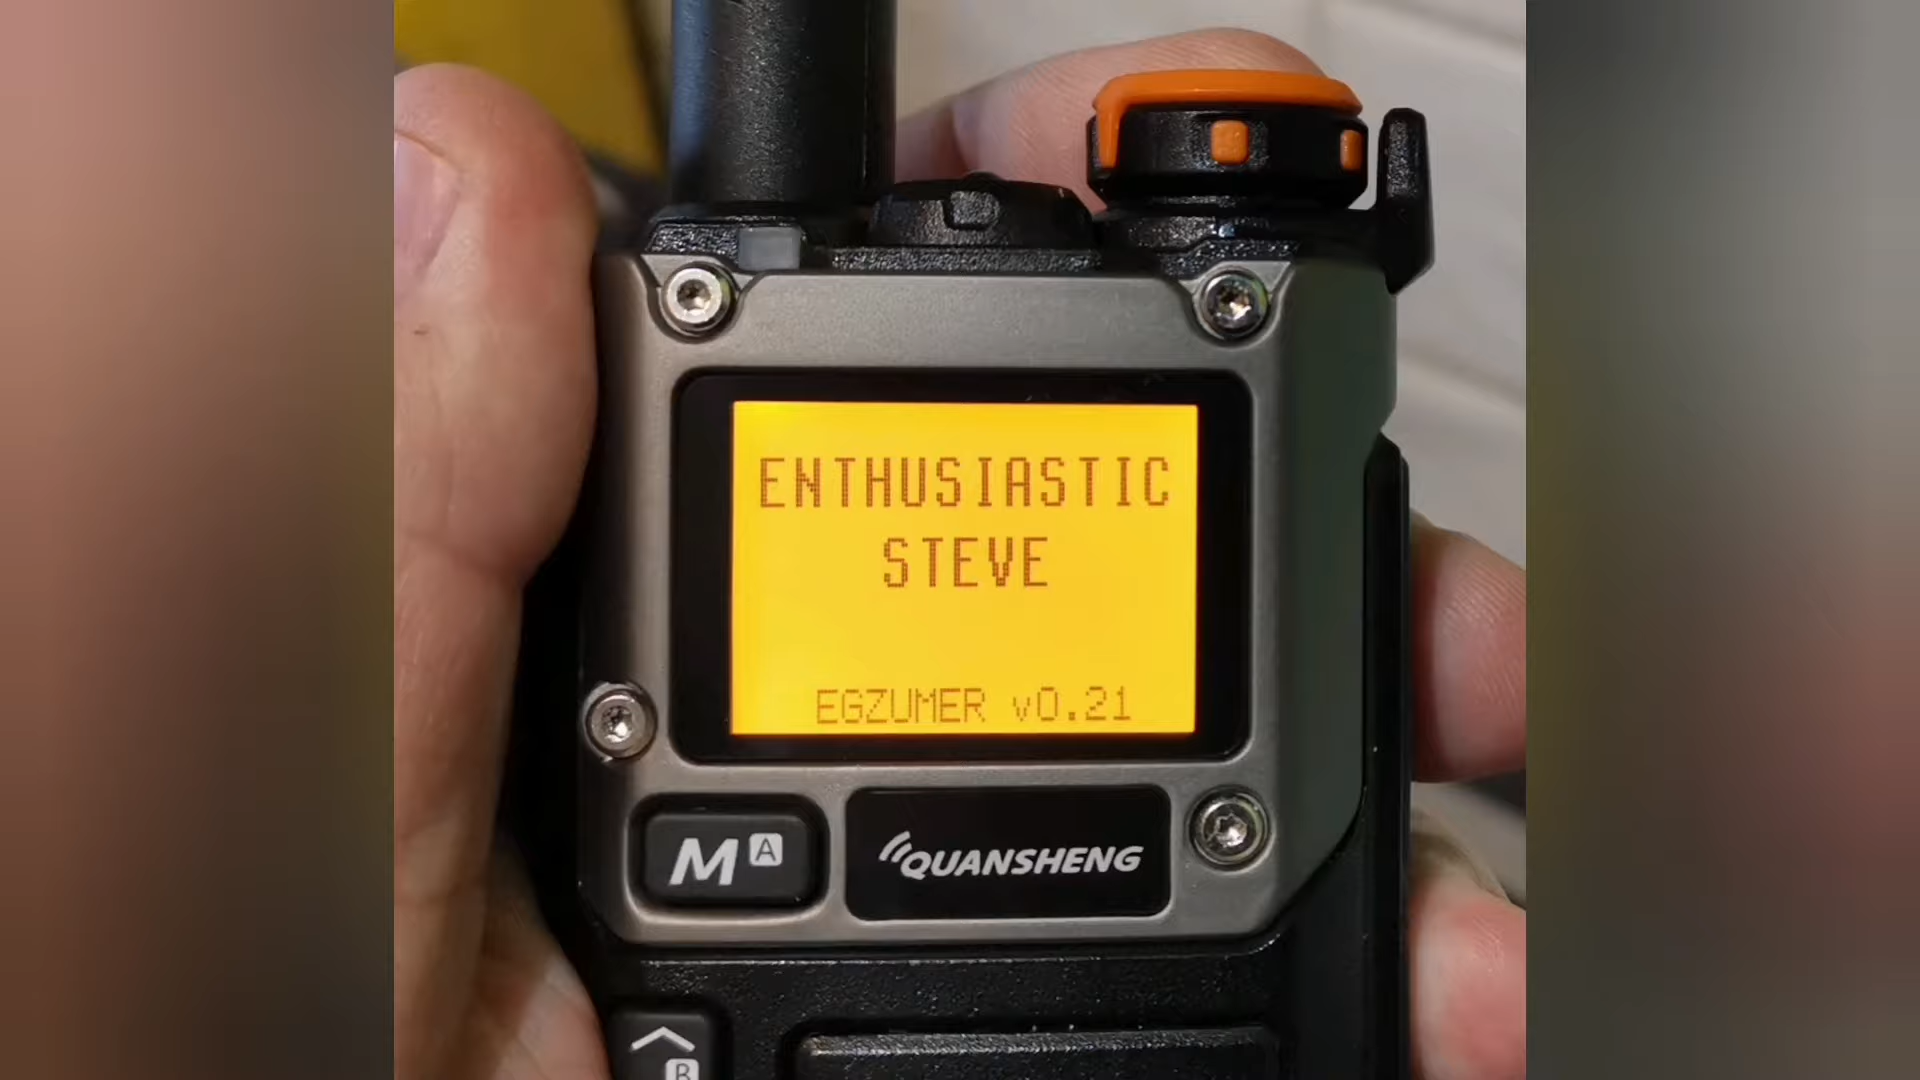 ENTHUSIASTIC
STEVE
EGZUMER v0.21
M A
QUANSHENG
B